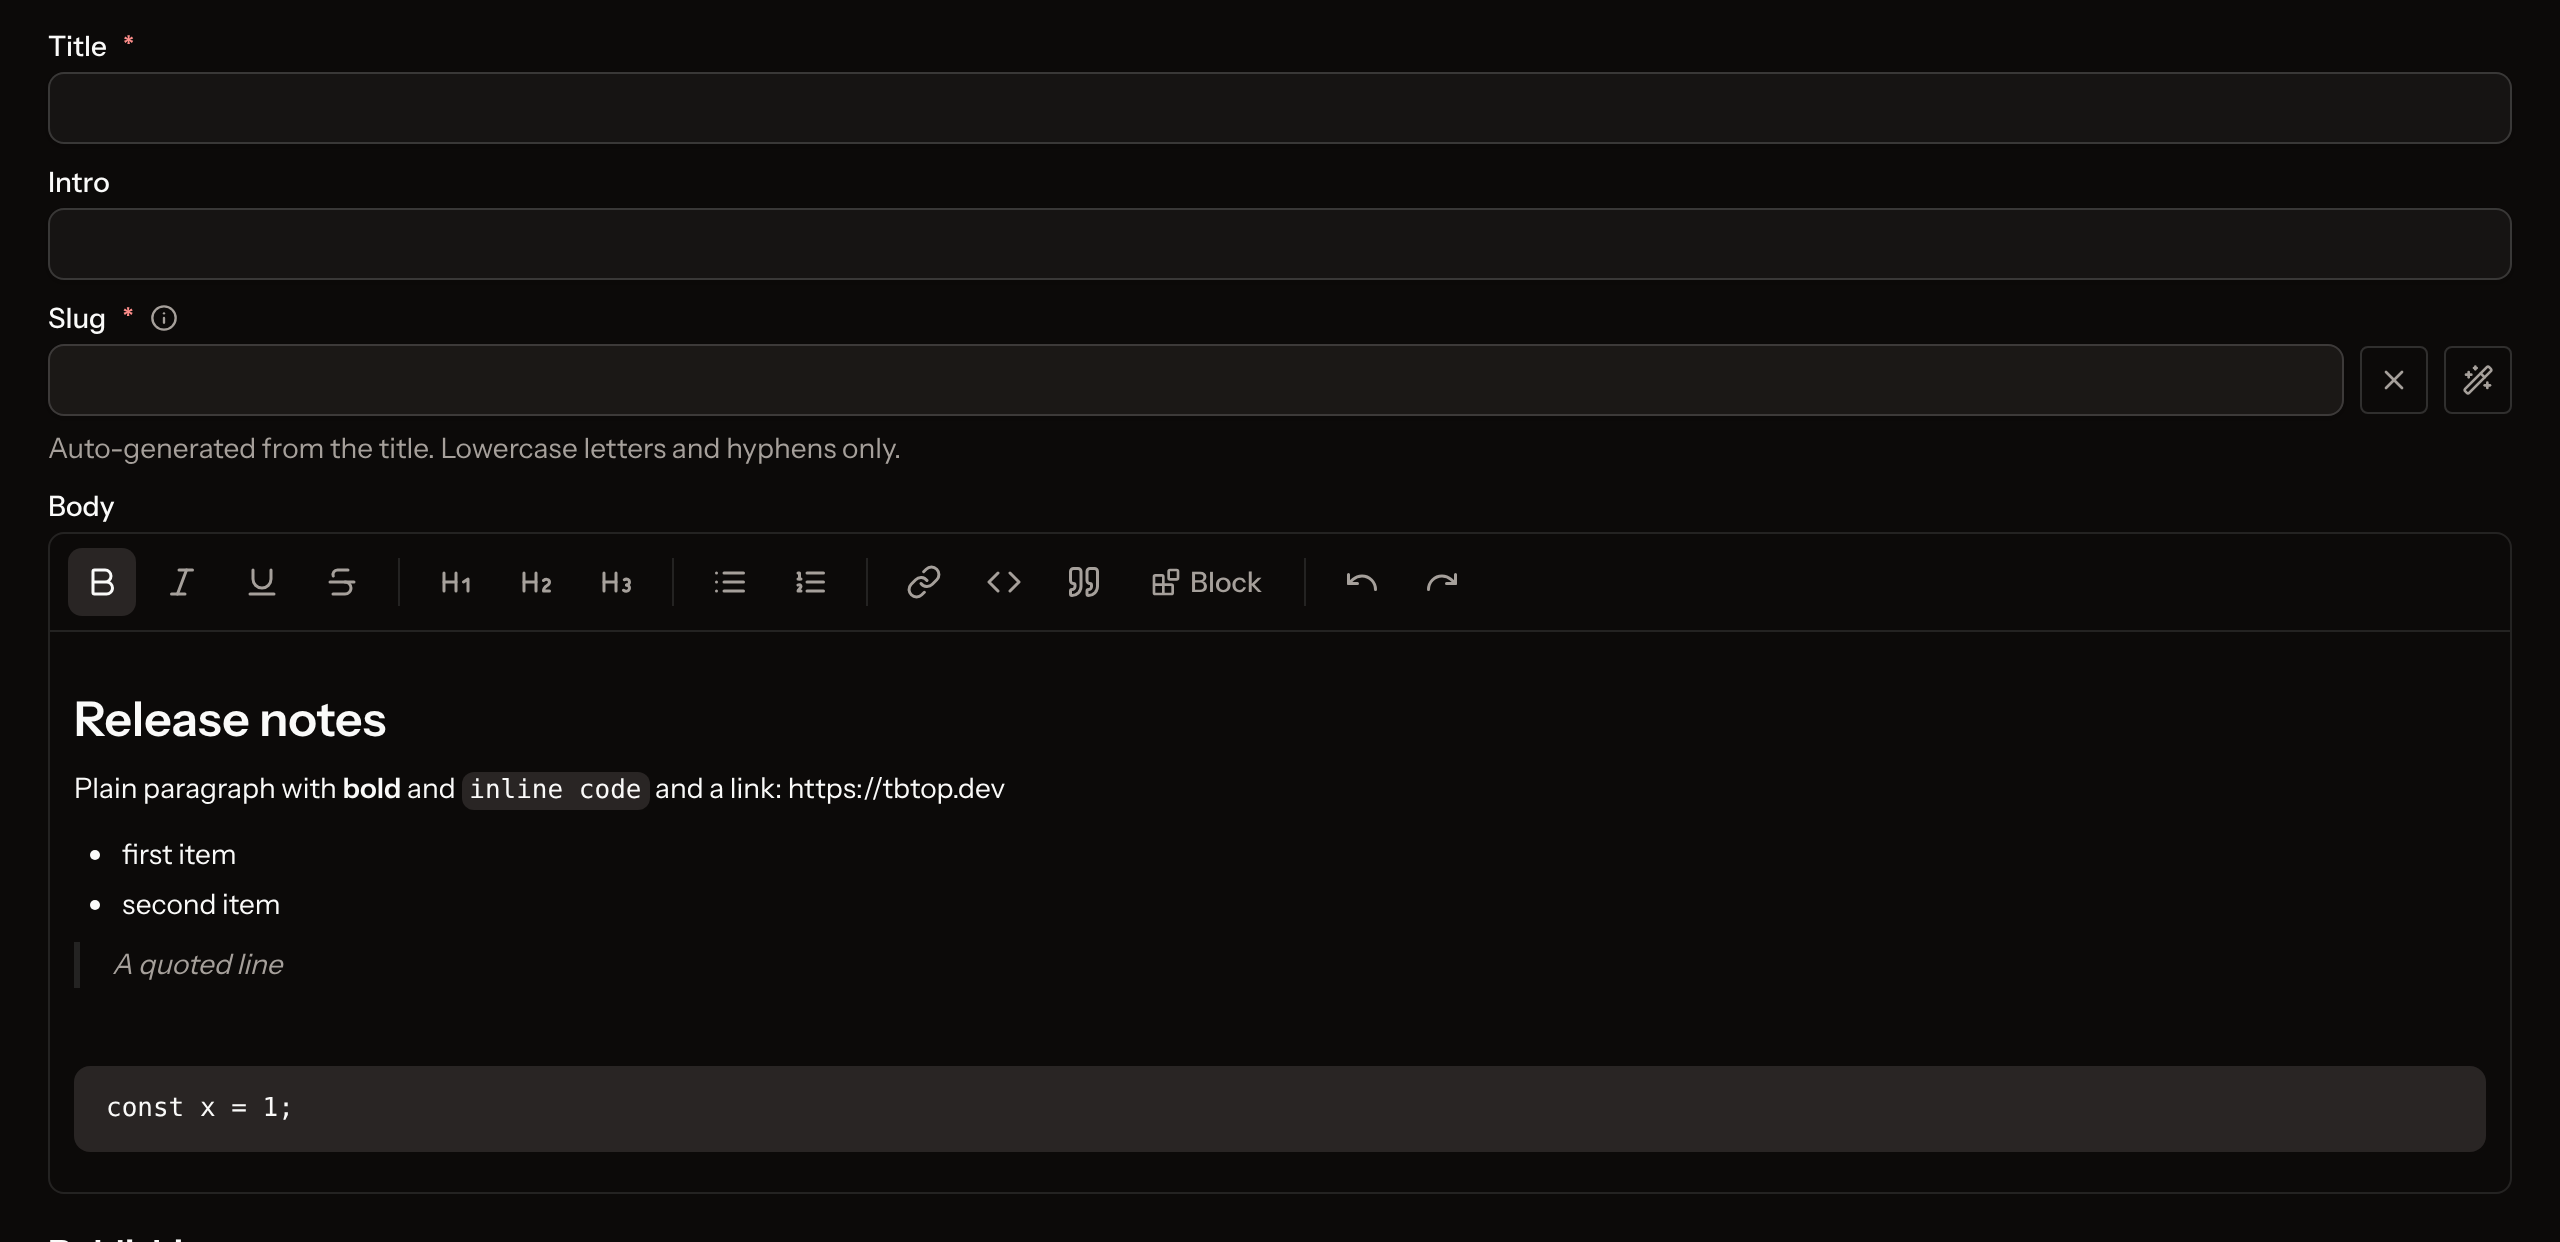 Title *
Intro
Slug *
Auto-generated from the title. Lowercase letters and hyphens only.
Body
B I U S H1 H2 H3 Block
Release notes
Plain paragraph with bold and inline code and a link: https://tbtop.dev
first item
second item
A quoted line
const x = 1;